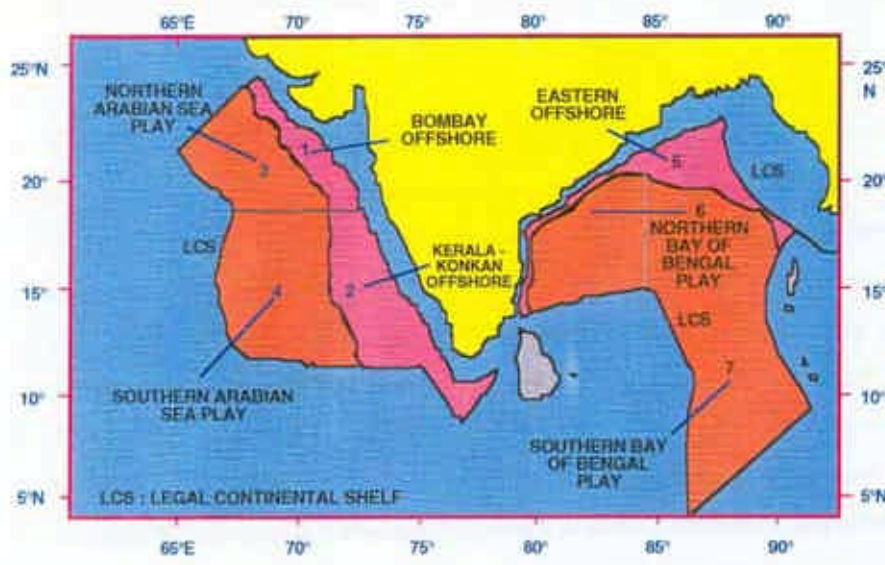 65°E 70° 75° 80° 85° 90°
25°N
25°
N
NORTHERN
ARABIAN SEA
PLAY
BOMBAY
OFFSHORE
EASTERN
OFFSHORE
1
3
5
LCS
20°
20°
6
NORTHERN
BAY OF
BENGAL
PLAY
LCS
KERALA -
KONKAN
OFFSHORE
2
4
15°
15°
LCS
7
10°
10°
SOUTHERN ARABIAN
SEA PLAY
SOUTHERN BAY
OF BENGAL
PLAY
5°N
5°N
LCS : LEGAL CONTINENTAL SHELF
65°E 70° 75° 80° 85° 90°